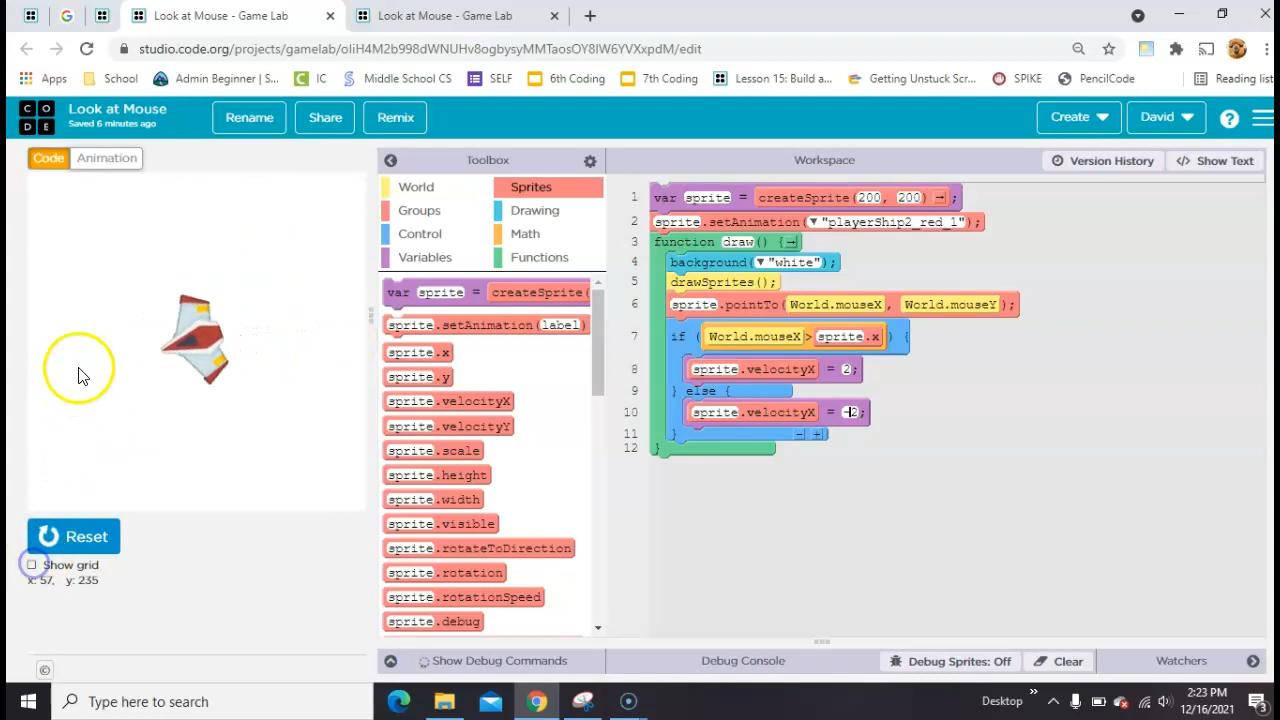 Look at Mouse - Game Lab
Look at Mouse - Game Lab
studio.code.org/projects/gamelab/oIiH4M2b998dWNUHv8ogbysyMMTaosOY8IW6YVXxpdM/edit
Apps School Admin Beginner | S... IC Middle School CS SELF 6th Coding 7th Coding Lesson 15: Build a... Getting Unstuck Scr... SPIKE PencilCode Reading list
C O D E
Look at Mouse
Saved 6 minutes ago
Rename Share Remix
Create David ?
Code Animation
Toolbox
Workspace
Version History </> Show Text
World Sprites
Groups Drawing
Control Math
Variables Functions
var sprite = createSprite(
sprite.setAnimation(label)
sprite.x
sprite.y
sprite.velocityX
sprite.velocityY
sprite.scale
sprite.height
sprite.width
sprite.visible
sprite.rotateToDirection
sprite.rotation
sprite.rotationSpeed
sprite.debug
1 var sprite = createSprite(200, 200);
2 sprite.setAnimation("playerShip2_red_1");
3 function draw() {
4 background("white");
5 drawSprites();
6 sprite.pointTo(World.mouseX, World.mouseY);
7 if (World.mouseX > sprite.x) {
8 sprite.velocityX = 2;
9 } else {
10 sprite.velocityX = -2;
11 }
12 }
Reset
Show grid
x: 57, y: 235
©
Show Debug Commands Debug Console Debug Sprites: Off Clear Watchers
Type here to search
Desktop
2:23 PM
12/16/2021
3